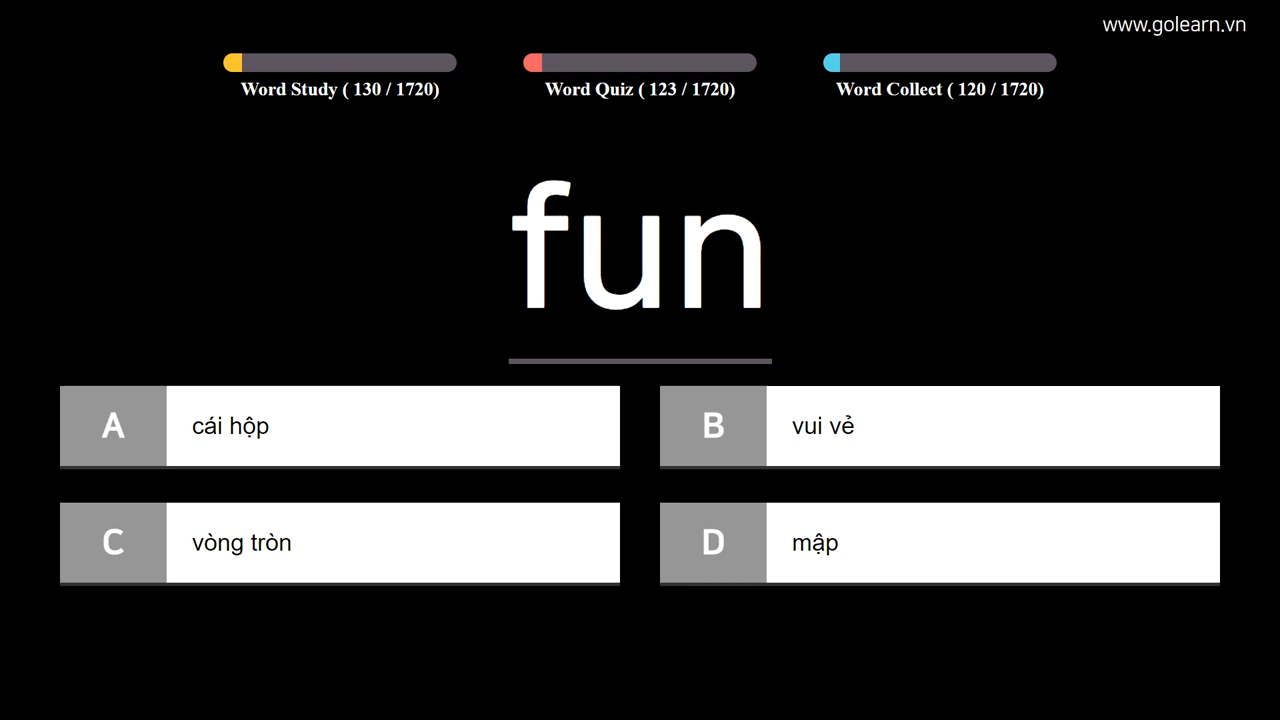 www.golearn.vn
Word Study ( 130 / 1720)
Word Quiz ( 123 / 1720)
Word Collect ( 120 / 1720)
fun
A cái hộp
B vui vẻ
C vòng tròn
D mập